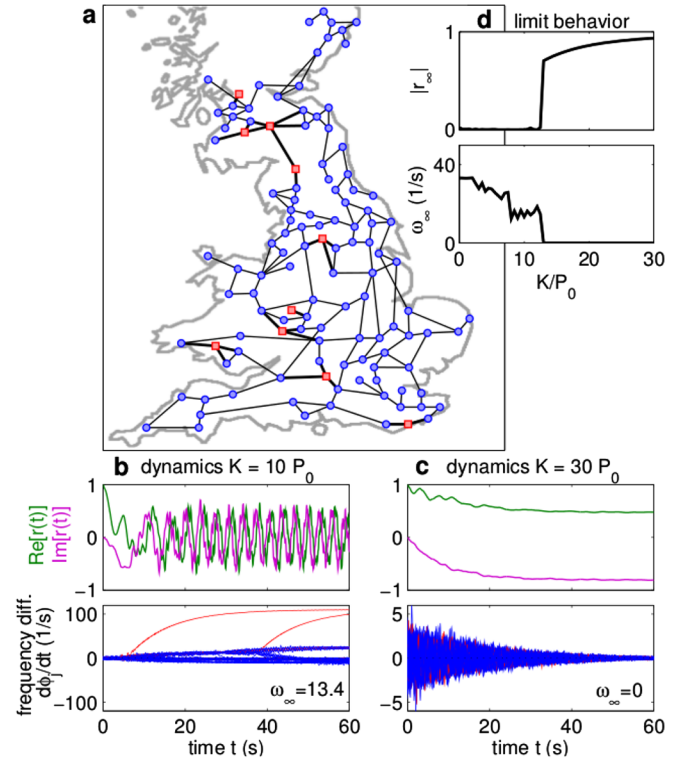 a
d limit behavior
1
|r∞|
0
40
20
ω∞ (1/s)
0
0 10 20 30
K/P0
b dynamics K = 10 P0
c dynamics K = 30 P0
1
0
−1
Re[r(t)]
Im[r(t)]
1
0
−1
100
0
−100
frequency diff.
dϕj/dt (1/s)
ω∞=13.4
5
0
−5
ω∞=0
0 20 40 60
0 20 40 60
time t (s)
time t (s)